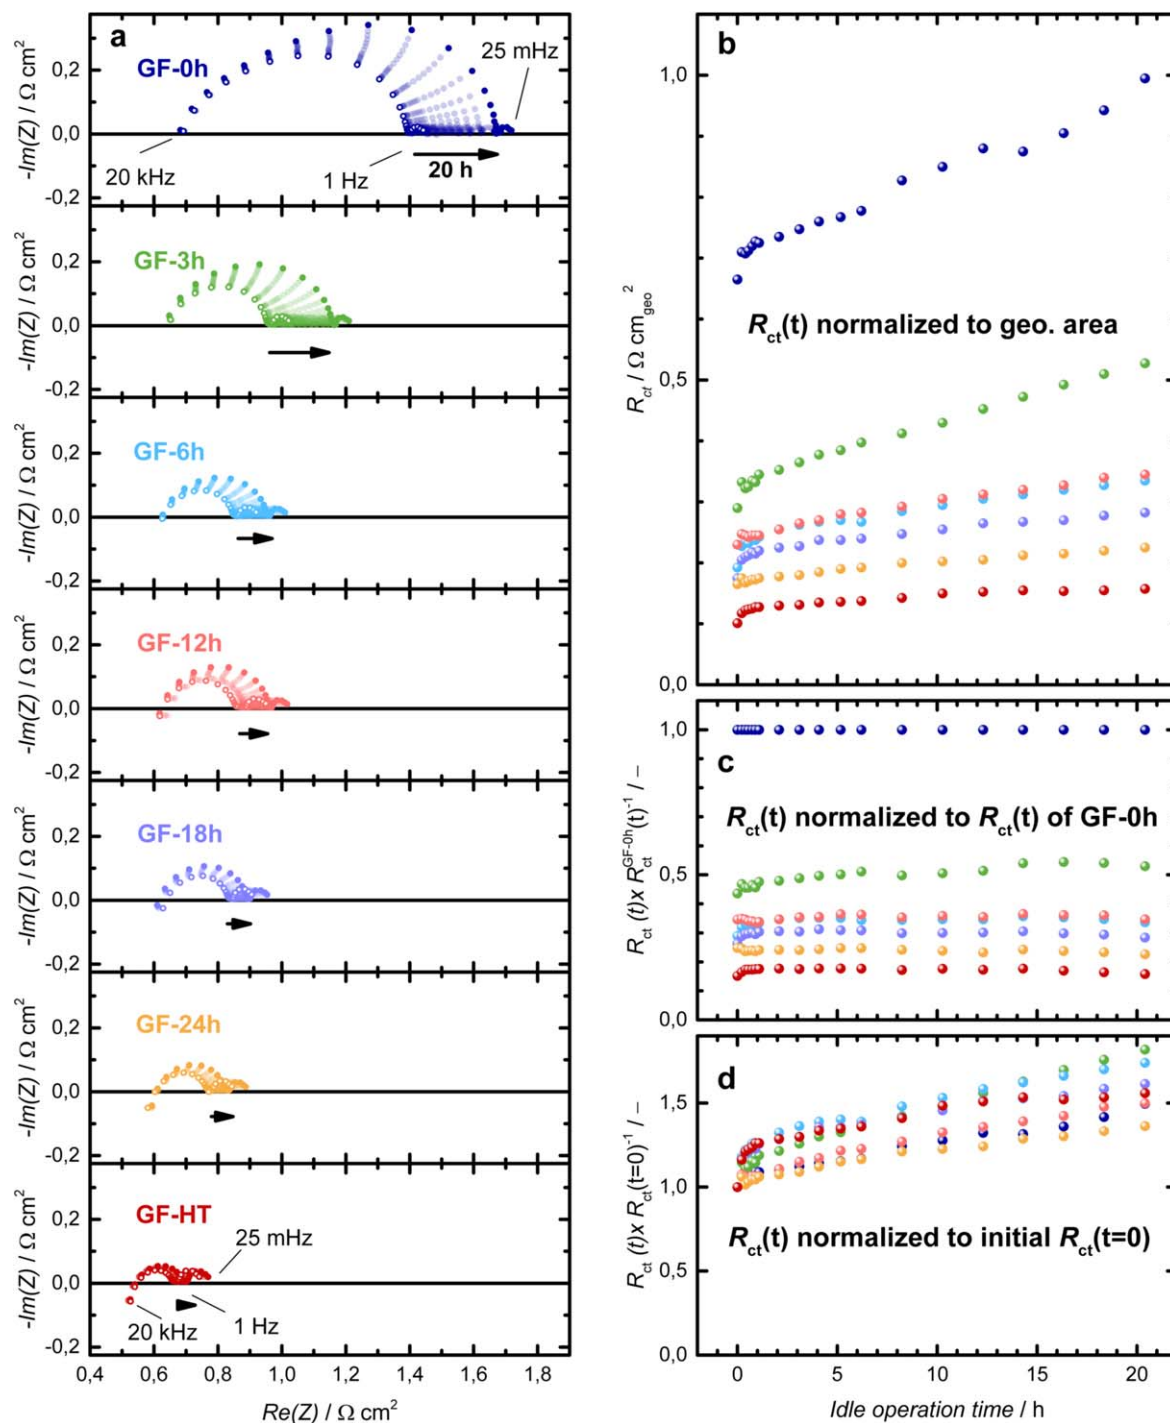 a
GF-0h
25 mHz
20 kHz
1 Hz
20 h
-Im(Z) / Ω cm²
0,2
0,0
-0,2
GF-3h
-Im(Z) / Ω cm²
0,2
0,0
-0,2
GF-6h
-Im(Z) / Ω cm²
0,2
0,0
-0,2
GF-12h
-Im(Z) / Ω cm²
0,2
0,0
-0,2
GF-18h
-Im(Z) / Ω cm²
0,2
0,0
-0,2
GF-24h
-Im(Z) / Ω cm²
0,2
0,0
-0,2
GF-HT
25 mHz
20 kHz
1 Hz
-Im(Z) / Ω cm²
0,2
0,0
-0,2
0,4 0,6 0,8 1,0 1,2 1,4 1,6 1,8
Re(Z) / Ω cm²
b
1,0
0,5
0,0
R_ct / Ω cm_geo²
R_ct(t) normalized to geo. area
c
1,0
0,5
0,0
R_ct (t)x R_ct^GF-0h(t)^-1 / –
R_ct(t) normalized to R_ct(t) of GF-0h
d
1,5
1,0
0,5
0,0
R_ct (t)x R_ct(t=0)^-1 / –
R_ct(t) normalized to initial R_ct(t=0)
0 5 10 15 20
Idle operation time / h